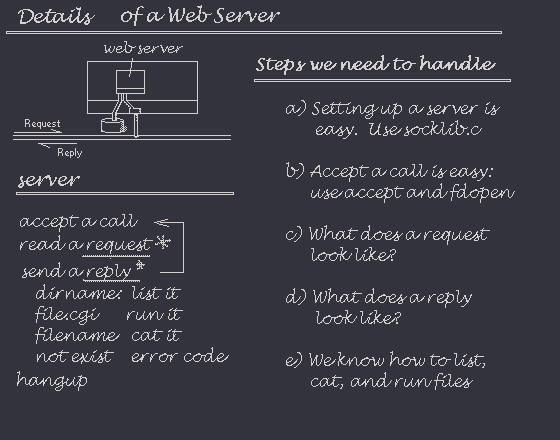 Details of a Web Server
web server
Request
Reply
server
accept a call
read a request *
send a reply *
dirname: list it
file.cgi run it
filename cat it
not exist error code
hangup
Steps we need to handle
a) Setting up a server is
easy. Use socklib.c
b) Accept a call is easy:
use accept and fdopen
c) What does a request
look like?
d) What does a reply
look like?
e) We know how to list,
cat, and run files